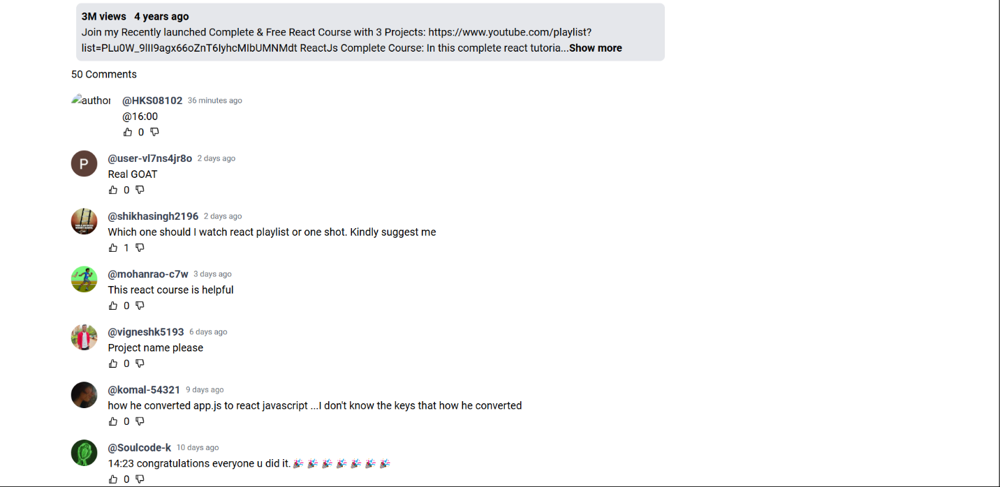 3M views 4 years ago
Join my Recently launched Complete & Free React Course with 3 Projects: https://www.youtube.com/playlist?
list=PLu0W_9lII9agx66oZnT6IyhcMIbUMNMdt ReactJs Complete Course: In this complete react tutoria...Show more
50 Comments
author @HKS08102 36 minutes ago
@16:00
0
P @user-vl7ns4jr8o 2 days ago
Real GOAT
0
@shikhasingh2196 2 days ago
Which one should I watch react playlist or one shot. Kindly suggest me
1
@mohanrao-c7w 3 days ago
This react course is helpful
0
@vigneshk5193 6 days ago
Project name please
0
@komal-54321 9 days ago
how he converted app.js to react javascript ...I don't know the keys that how he converted
0
@Soulcode-k 10 days ago
14:23 congratulations everyone u did it. 🎉 🎉 🎉 🎉 🎉 🎉 🎉
0